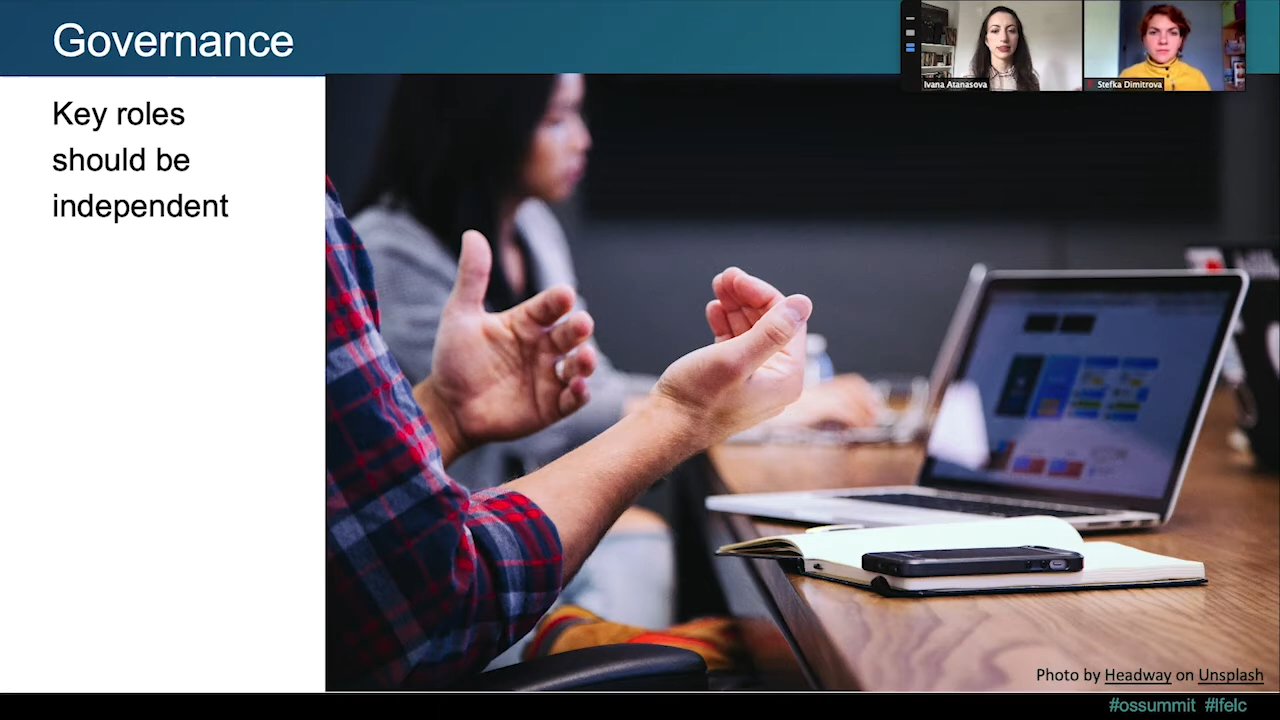 Governance
Ivana Atanasova
Stefka Dimitrova
Key roles
should be
independent
Photo by Headway on Unsplash
#ossummit #lfelc